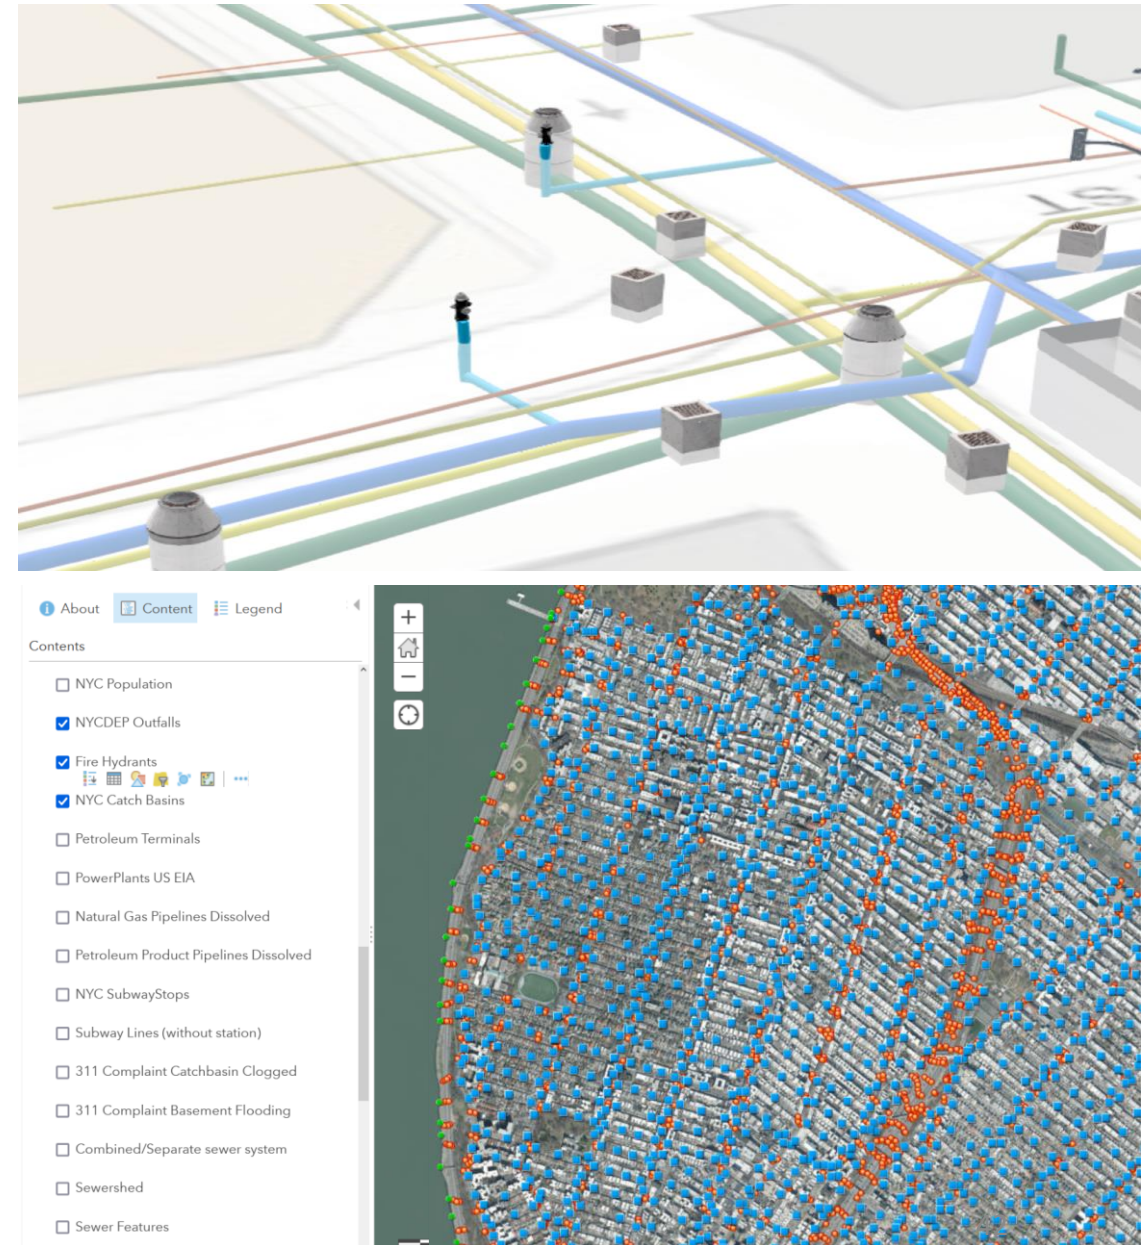 ST
About Content Legend
Contents
NYC Population
NYCDEP Outfalls
Fire Hydrants
NYC Catch Basins
Petroleum Terminals
PowerPlants US EIA
Natural Gas Pipelines Dissolved
Petroleum Product Pipelines Dissolved
NYC SubwayStops
Subway Lines (without station)
311 Complaint Catchbasin Clogged
311 Complaint Basement Flooding
Combined/Separate sewer system
Sewershed
Sewer Features